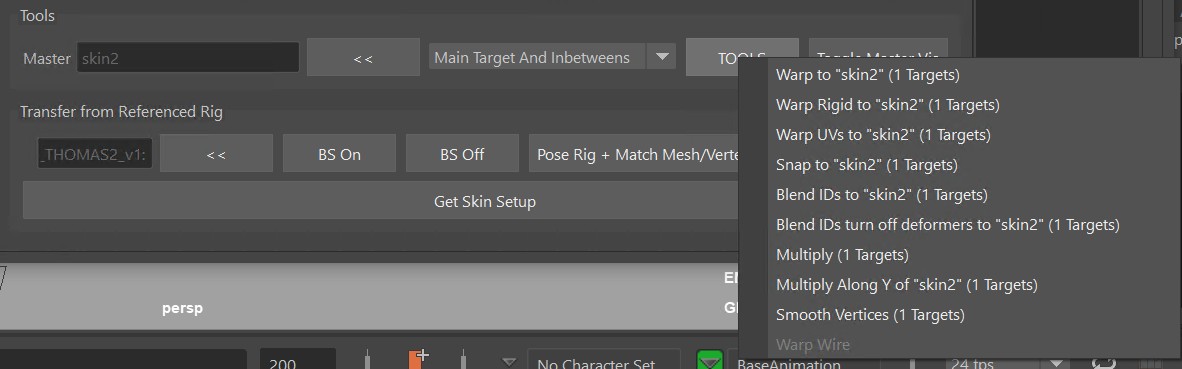 Tools
Master skin2 << Main Target And Inbetweens TOOLS Toggle Master Vis
Warp to "skin2" (1 Targets)
Warp Rigid to "skin2" (1 Targets)
Warp UVs to "skin2" (1 Targets)
Snap to "skin2" (1 Targets)
Blend IDs to "skin2" (1 Targets)
Blend IDs turn off deformers to "skin2" (1 Targets)
Multiply (1 Targets)
Multiply Along Y of "skin2" (1 Targets)
Smooth Vertices (1 Targets)
Warp Wire
Transfer from Referenced Rig
_THOMAS2_v1: << BS On BS Off Pose Rig + Match Mesh/Verte
Get Skin Setup
persp
200 No Character Set BaseAnimation 24 fps